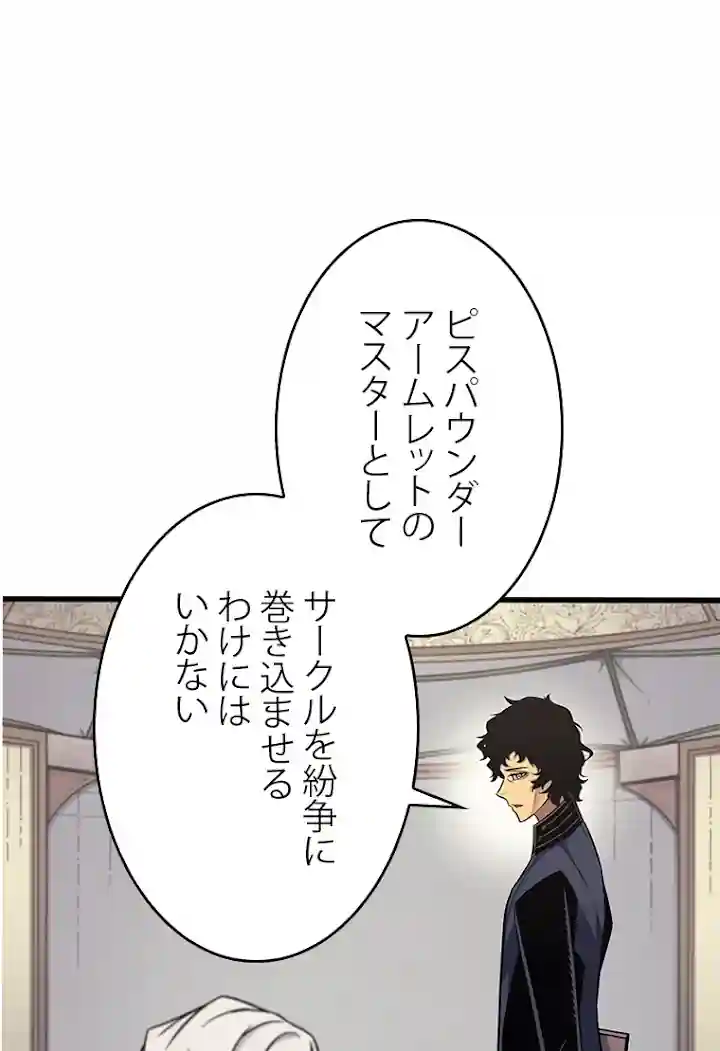 ピスパウンダー
アームレットの
マスターとして
サークルを紛争に
巻き込ませる
わけには
いかない